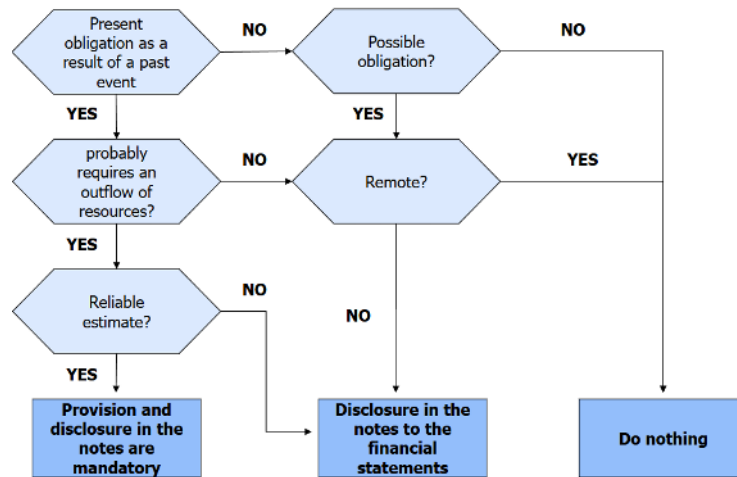 Present
obligation as a
result of a past
event
NO
Possible
obligation?
NO
YES
YES
probably
requires an
outflow of
resources?
NO
Remote?
YES
YES
Reliable
estimate?
NO
NO
YES
Provision and
disclosure in the
notes are
mandatory
Disclosure in the
notes to the
financial
statements
Do nothing